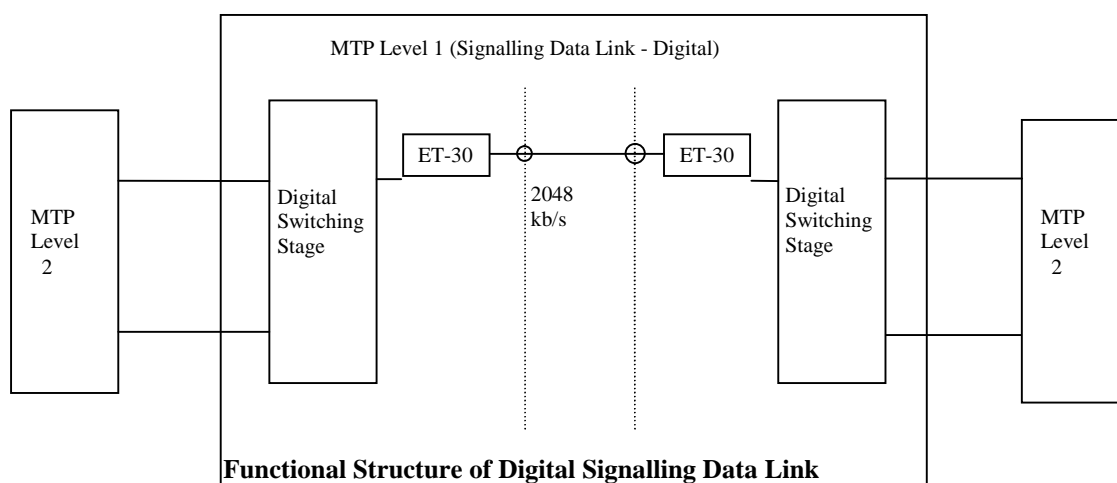 MTP Level 1 (Signalling Data Link - Digital)
ET-30
ET-30
MTP
Level
2
Digital
Switching
Stage
2048
kb/s
Digital
Switching
Stage
MTP
Level
2
Functional Structure of Digital Signalling Data Link